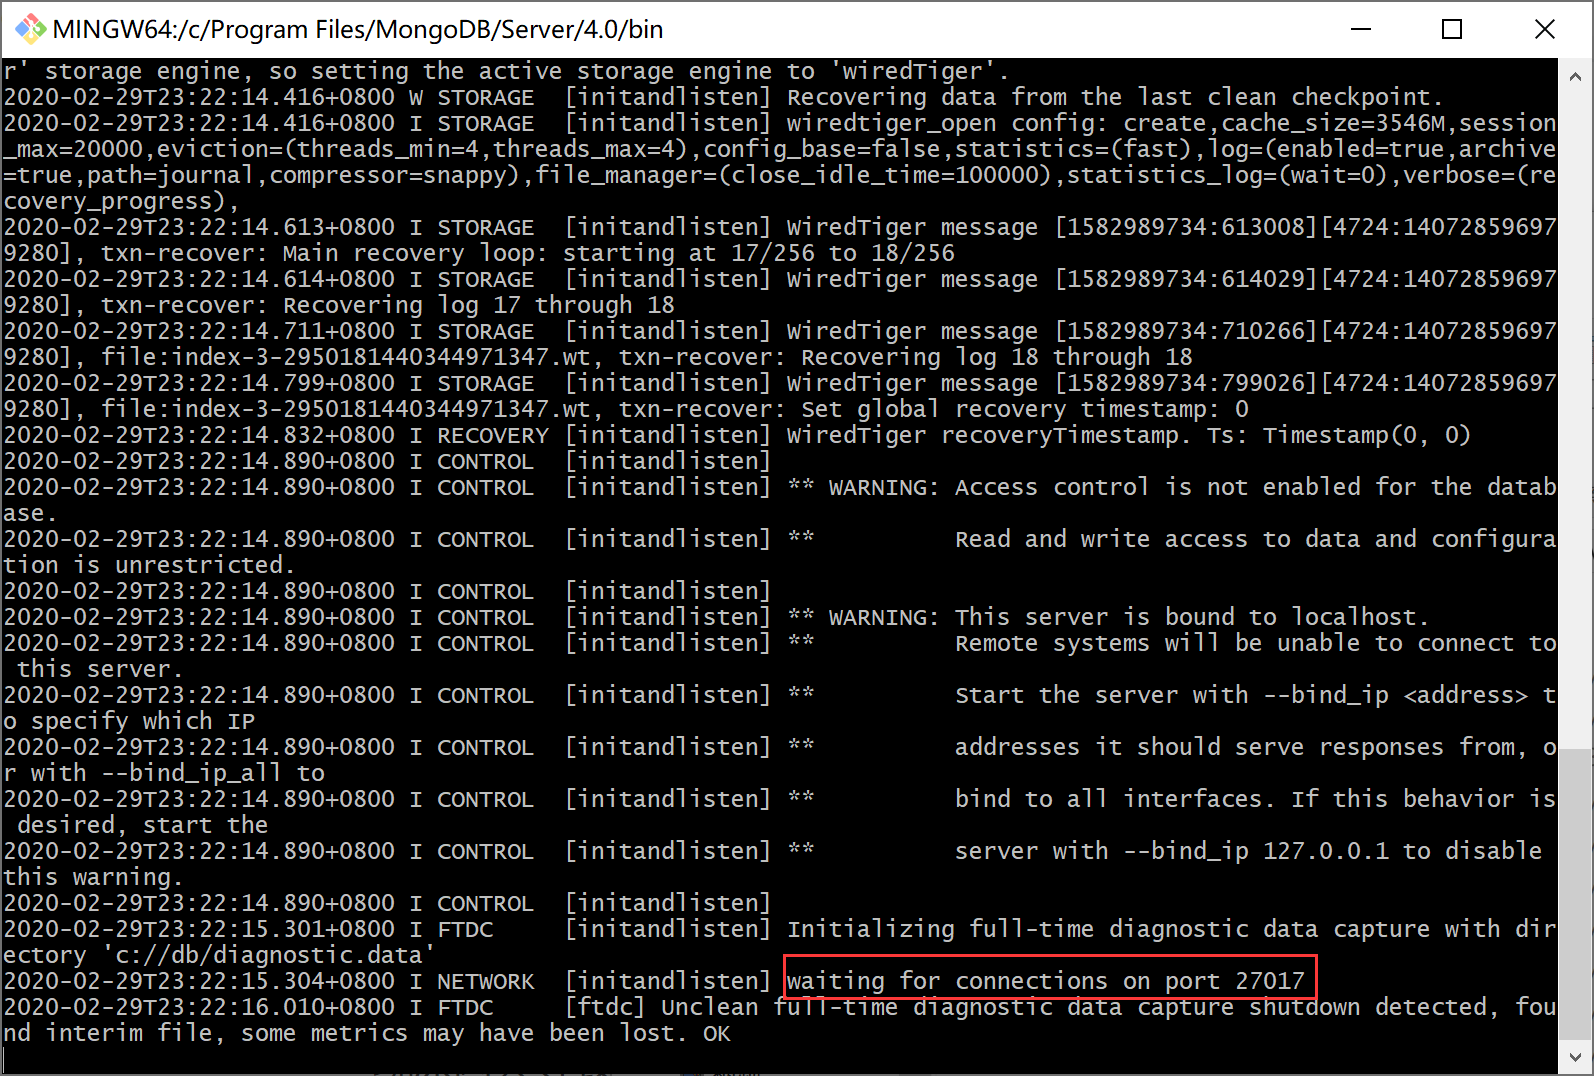 MINGW64:/c/Program Files/MongoDB/Server/4.0/bin
r' storage engine, so setting the active storage engine to 'wiredTiger'.
2020-02-29T23:22:14.416+0800 W STORAGE  [initandlisten] Recovering data from the last clean checkpoint.
2020-02-29T23:22:14.416+0800 I STORAGE  [initandlisten] wiredtiger_open config: create,cache_size=3546M,session
_max=20000,eviction=(threads_min=4,threads_max=4),config_base=false,statistics=(fast),log=(enabled=true,archive
=true,path=journal,compressor=snappy),file_manager=(close_idle_time=100000),statistics_log=(wait=0),verbose=(re
covery_progress),
2020-02-29T23:22:14.613+0800 I STORAGE  [initandlisten] WiredTiger message [1582989734:613008][4724:14072859697
9280], txn-recover: Main recovery loop: starting at 17/256 to 18/256
2020-02-29T23:22:14.614+0800 I STORAGE  [initandlisten] WiredTiger message [1582989734:614029][4724:14072859697
9280], txn-recover: Recovering log 17 through 18
2020-02-29T23:22:14.711+0800 I STORAGE  [initandlisten] WiredTiger message [1582989734:710266][4724:14072859697
9280], file:index-3-2950181440344971347.wt, txn-recover: Recovering log 18 through 18
2020-02-29T23:22:14.799+0800 I STORAGE  [initandlisten] WiredTiger message [1582989734:799026][4724:14072859697
9280], file:index-3-2950181440344971347.wt, txn-recover: Set global recovery timestamp: 0
2020-02-29T23:22:14.832+0800 I RECOVERY [initandlisten] WiredTiger recoveryTimestamp. Ts: Timestamp(0, 0)
2020-02-29T23:22:14.890+0800 I CONTROL  [initandlisten]
2020-02-29T23:22:14.890+0800 I CONTROL  [initandlisten] ** WARNING: Access control is not enabled for the datab
ase.
2020-02-29T23:22:14.890+0800 I CONTROL  [initandlisten] **          Read and write access to data and configura
tion is unrestricted.
2020-02-29T23:22:14.890+0800 I CONTROL  [initandlisten]
2020-02-29T23:22:14.890+0800 I CONTROL  [initandlisten] ** WARNING: This server is bound to localhost.
2020-02-29T23:22:14.890+0800 I CONTROL  [initandlisten] **          Remote systems will be unable to connect to
 this server.
2020-02-29T23:22:14.890+0800 I CONTROL  [initandlisten] **          Start the server with --bind_ip <address> t
o specify which IP
2020-02-29T23:22:14.890+0800 I CONTROL  [initandlisten] **          addresses it should serve responses from, o
r with --bind_ip_all to
2020-02-29T23:22:14.890+0800 I CONTROL  [initandlisten] **          bind to all interfaces. If this behavior is
 desired, start the
2020-02-29T23:22:14.890+0800 I CONTROL  [initandlisten] **          server with --bind_ip 127.0.0.1 to disable
this warning.
2020-02-29T23:22:14.890+0800 I CONTROL  [initandlisten]
2020-02-29T23:22:15.301+0800 I FTDC     [initandlisten] Initializing full-time diagnostic data capture with dir
ectory 'c://db/diagnostic.data'
2020-02-29T23:22:15.304+0800 I NETWORK  [initandlisten] waiting for connections on port 27017
2020-02-29T23:22:16.010+0800 I FTDC     [ftdc] Unclean full-time diagnostic data capture shutdown detected, fou
nd interim file, some metrics may have been lost. OK